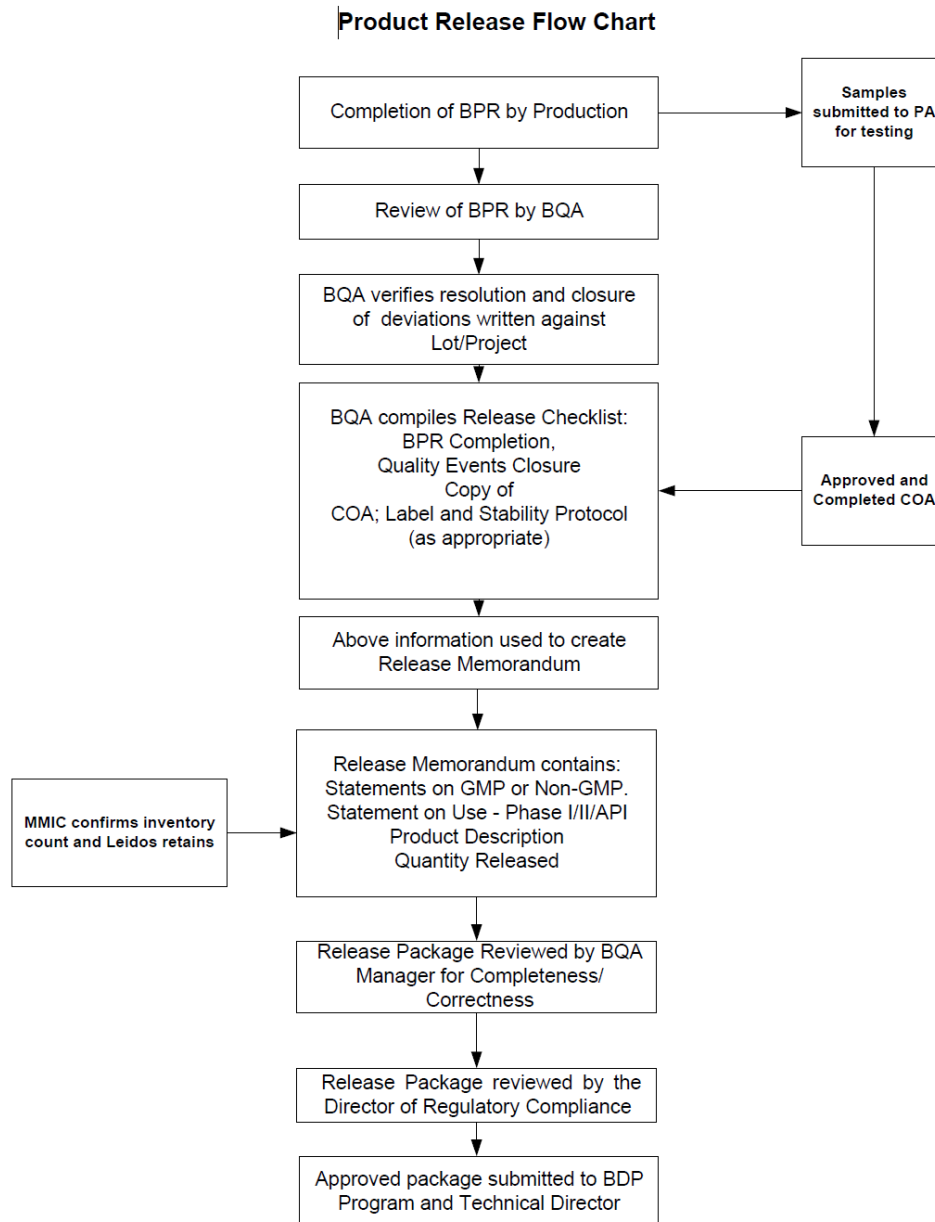 Product Release Flow Chart
Completion of BPR by Production
Samples
submitted to PA
for testing
Review of BPR by BQA
BQA verifies resolution and closure
of deviations written against
Lot/Project
BQA compiles Release Checklist:
BPR Completion,
Quality Events Closure
Copy of
COA; Label and Stability Protocol
(as appropriate)
Approved and
Completed COA
Above information used to create
Release Memorandum
Release Memorandum contains:
Statements on GMP or Non-GMP.
Statement on Use - Phase I/II/API
Product Description
Quantity Released
MMIC confirms inventory
count and Leidos retains
Release Package Reviewed by BQA
Manager for Completeness/
Correctness
Release Package reviewed by the
Director of Regulatory Compliance
Approved package submitted to BDP
Program and Technical Director